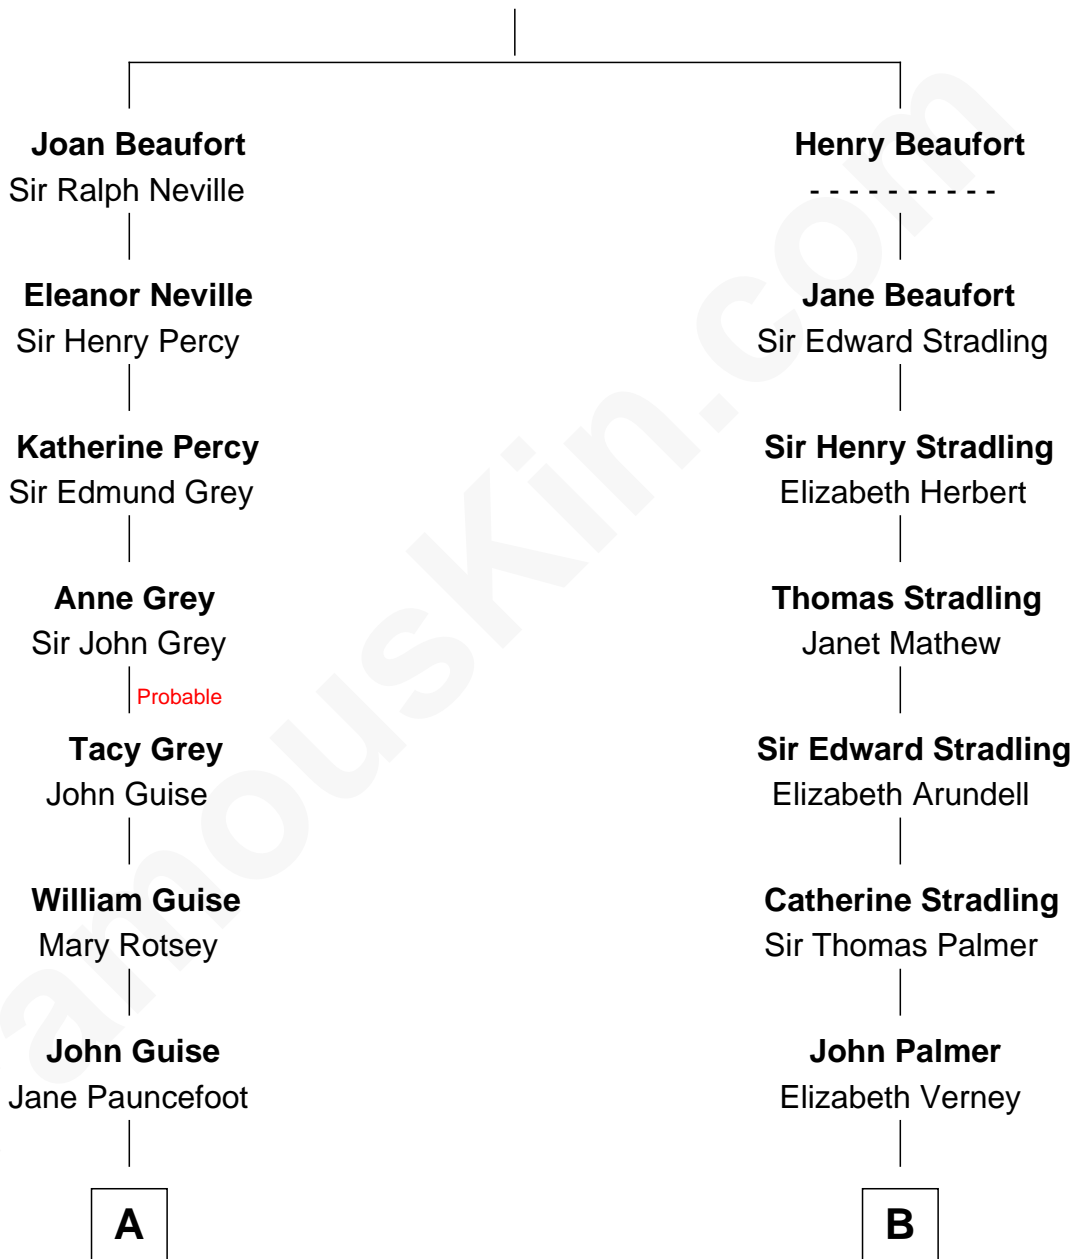 Joan Beaufort
Sir Ralph Neville
Eleanor Neville
Sir Henry Percy
Katherine Percy
Sir Edmund Grey
Anne Grey
Sir John Grey
Probable
Tacy Grey
John Guise
William Guise
Mary Rotsey
John Guise
Jane Pauncefoot
A
Henry Beaufort
- - - - - - - - - -
Jane Beaufort
Sir Edward Stradling
Sir Henry Stradling
Elizabeth Herbert
Thomas Stradling
Janet Mathew
Sir Edward Stradling
Elizabeth Arundell
Catherine Stradling
Sir Thomas Palmer
John Palmer
Elizabeth Verney
B
amousKin.com